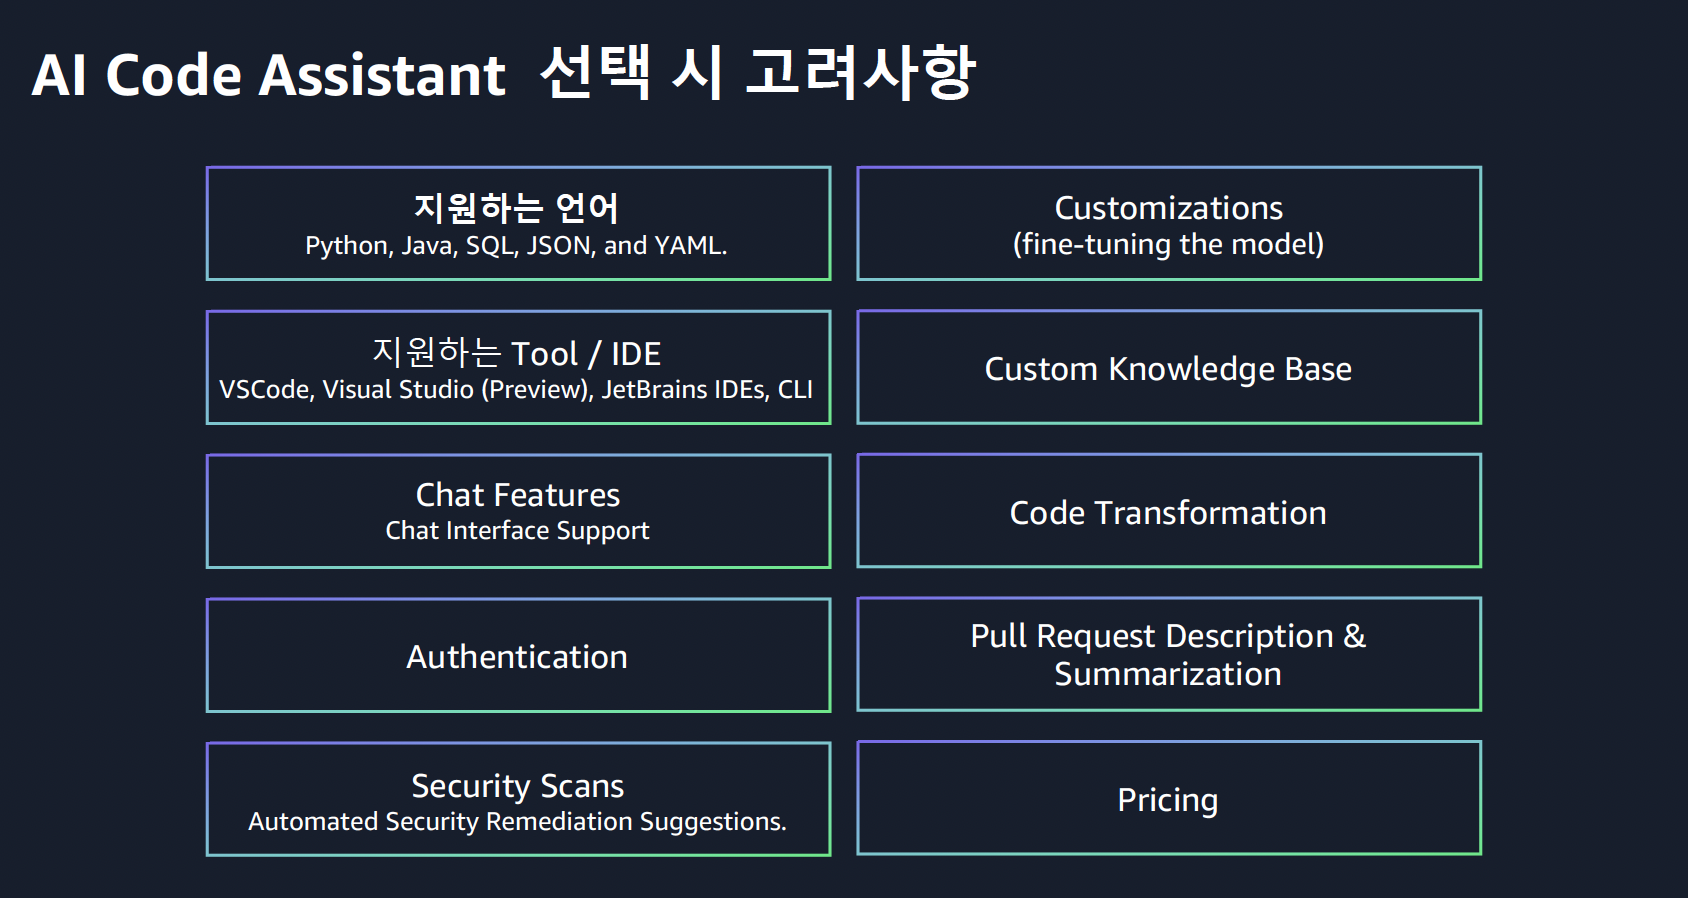 AI Code Assistant 선택 시 고려사항
지원하는 언어
Python, Java, SQL, JSON, and YAML.
지원하는 Tool / IDE
VSCode, Visual Studio (Preview), JetBrains IDEs, CLI
Chat Features
Chat Interface Support
Authentication
Security Scans
Automated Security Remediation Suggestions.
Customizations
(fine-tuning the model)
Custom Knowledge Base
Code Transformation
Pull Request Description &
Summarization
Pricing